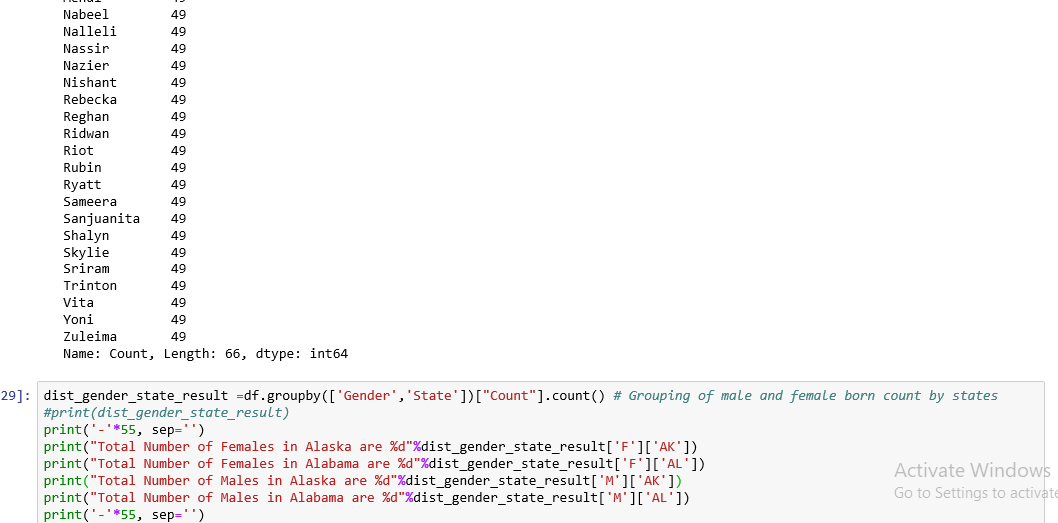 Nabeel 49
Nalleli 49
Nassir 49
Nazier 49
Nishant 49
Rebecka 49
Reghan 49
Ridwan 49
Riot 49
Rubin 49
Ryatt 49
Sameera 49
Sanjuanita 49
Shalyn 49
Skylie 49
Sriram 49
Trinton 49
Vita 49
Yoni 49
Zuleima 49
Name: Count, Length: 66, dtype: int64
29]: dist_gender_state_result =df.groupby(['Gender','State'])["Count"].count() # Grouping of male and female born count by states
#print(dist_gender_state_result)
print('-'*55, sep='')
print("Total Number of Females in Alaska are %d"%dist_gender_state_result['F']['AK'])
print("Total Number of Females in Alabama are %d"%dist_gender_state_result['F']['AL'])
print("Total Number of Males in Alaska are %d"%dist_gender_state_result['M']['AK'])
print("Total Number of Males in Alabama are %d"%dist_gender_state_result['M']['AL'])
print('-'*55, sep='')
Activate Windows
Go to Settings to activate